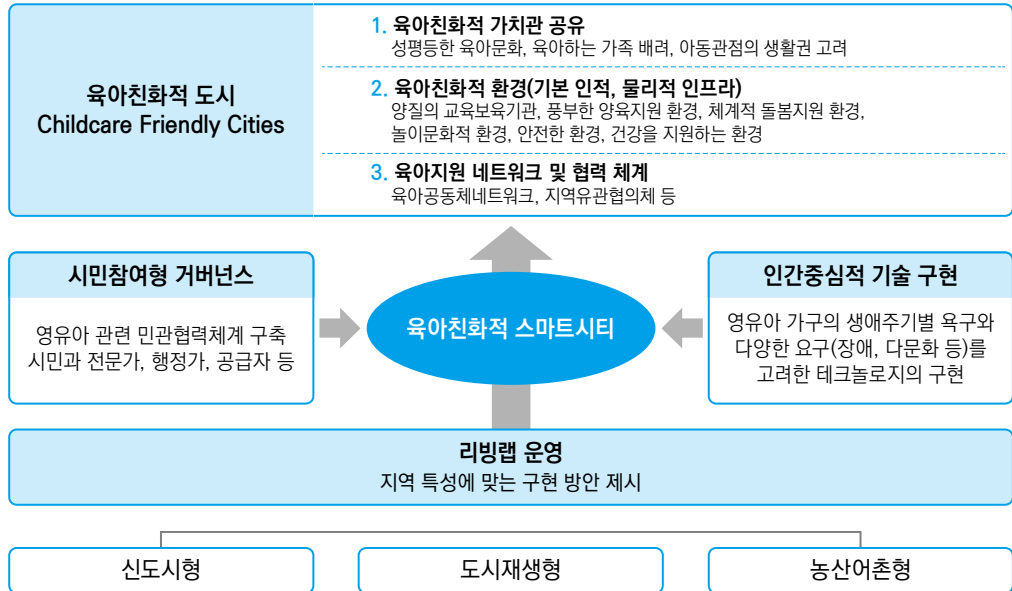 육아친화적 도시
Childcare Friendly Cities
1. 육아친화적 가치관 공유
성평등한 육아문화, 육아하는 가족 배려, 아동관점의 생활권 고려
2. 육아친화적 환경(기본 인적, 물리적 인프라)
양질의 교육보육기관, 풍부한 양육지원 환경, 체계적 돌봄지원 환경,
놀이문화적 환경, 안전한 환경, 건강을 지원하는 환경
3. 육아지원 네트워크 및 협력 체계
육아공동체네트워크, 지역유관협의체 등
시민참여형 거버넌스
영유아 관련 민관협력체계 구축
시민과 전문가, 행정가, 공급자 등
육아친화적 스마트시티
인간중심적 기술 구현
영유아 가구의 생애주기별 욕구와
다양한 요구(장애, 다문화 등)를
고려한 테크놀로지의 구현
리빙랩 운영
지역 특성에 맞는 구현 방안 제시
신도시형
도시재생형
농산어촌형